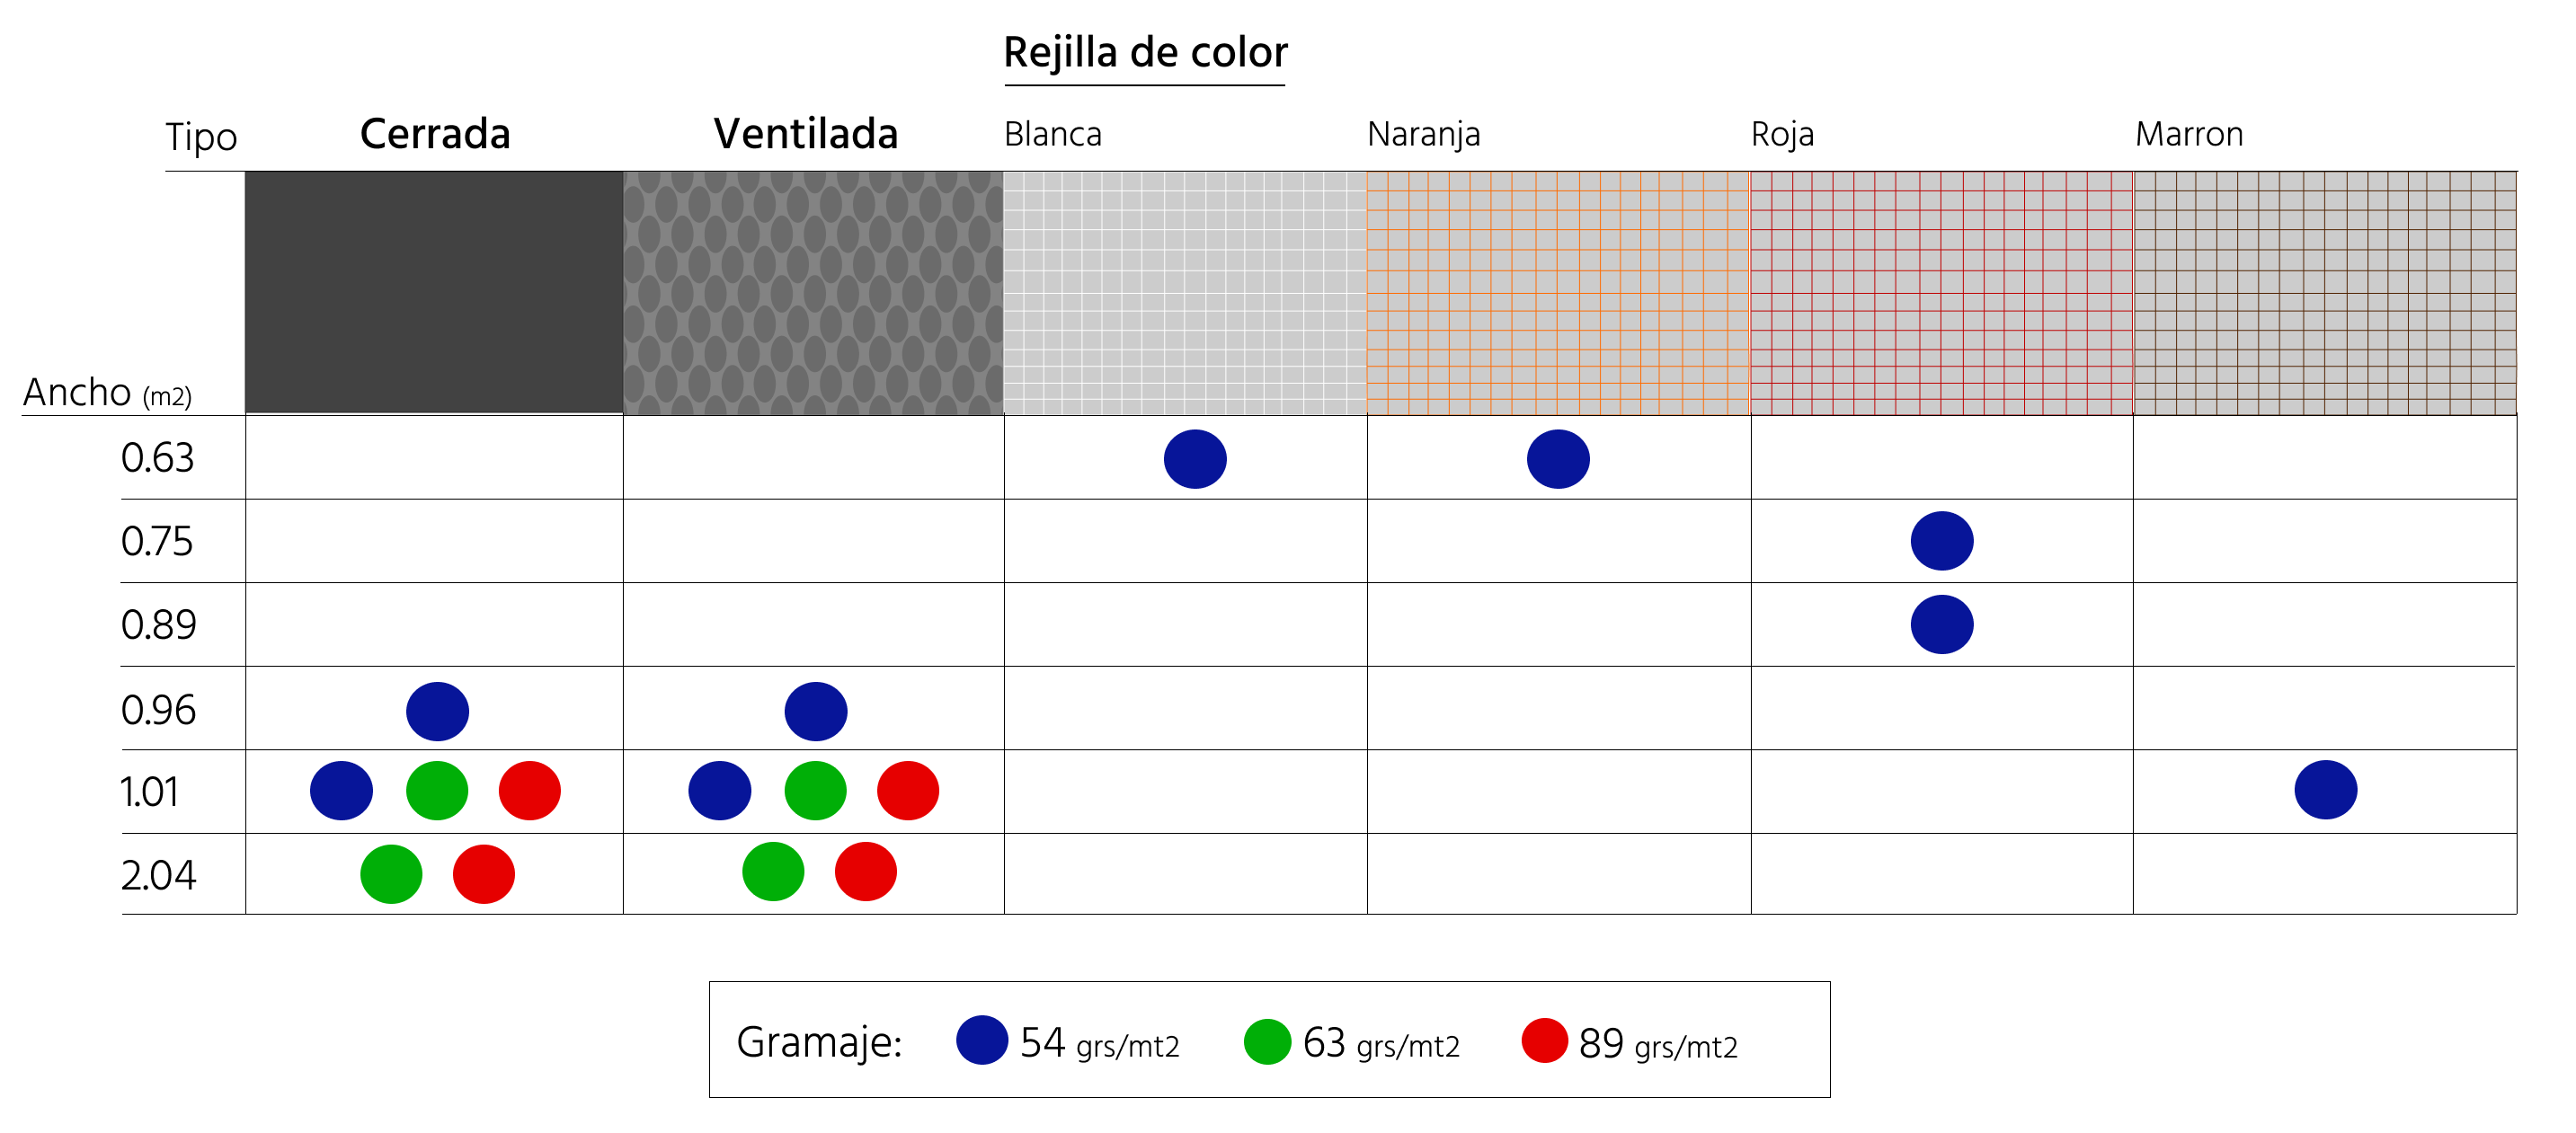 Rejilla de color
Tipo Cerrada Ventilada Blanca Naranja Roja Marron
Ancho (m2)
0.63
0.75
0.89
0.96
1.01
2.04
Gramaje: 54 grs/mt2 63 grs/mt2 89 grs/mt2